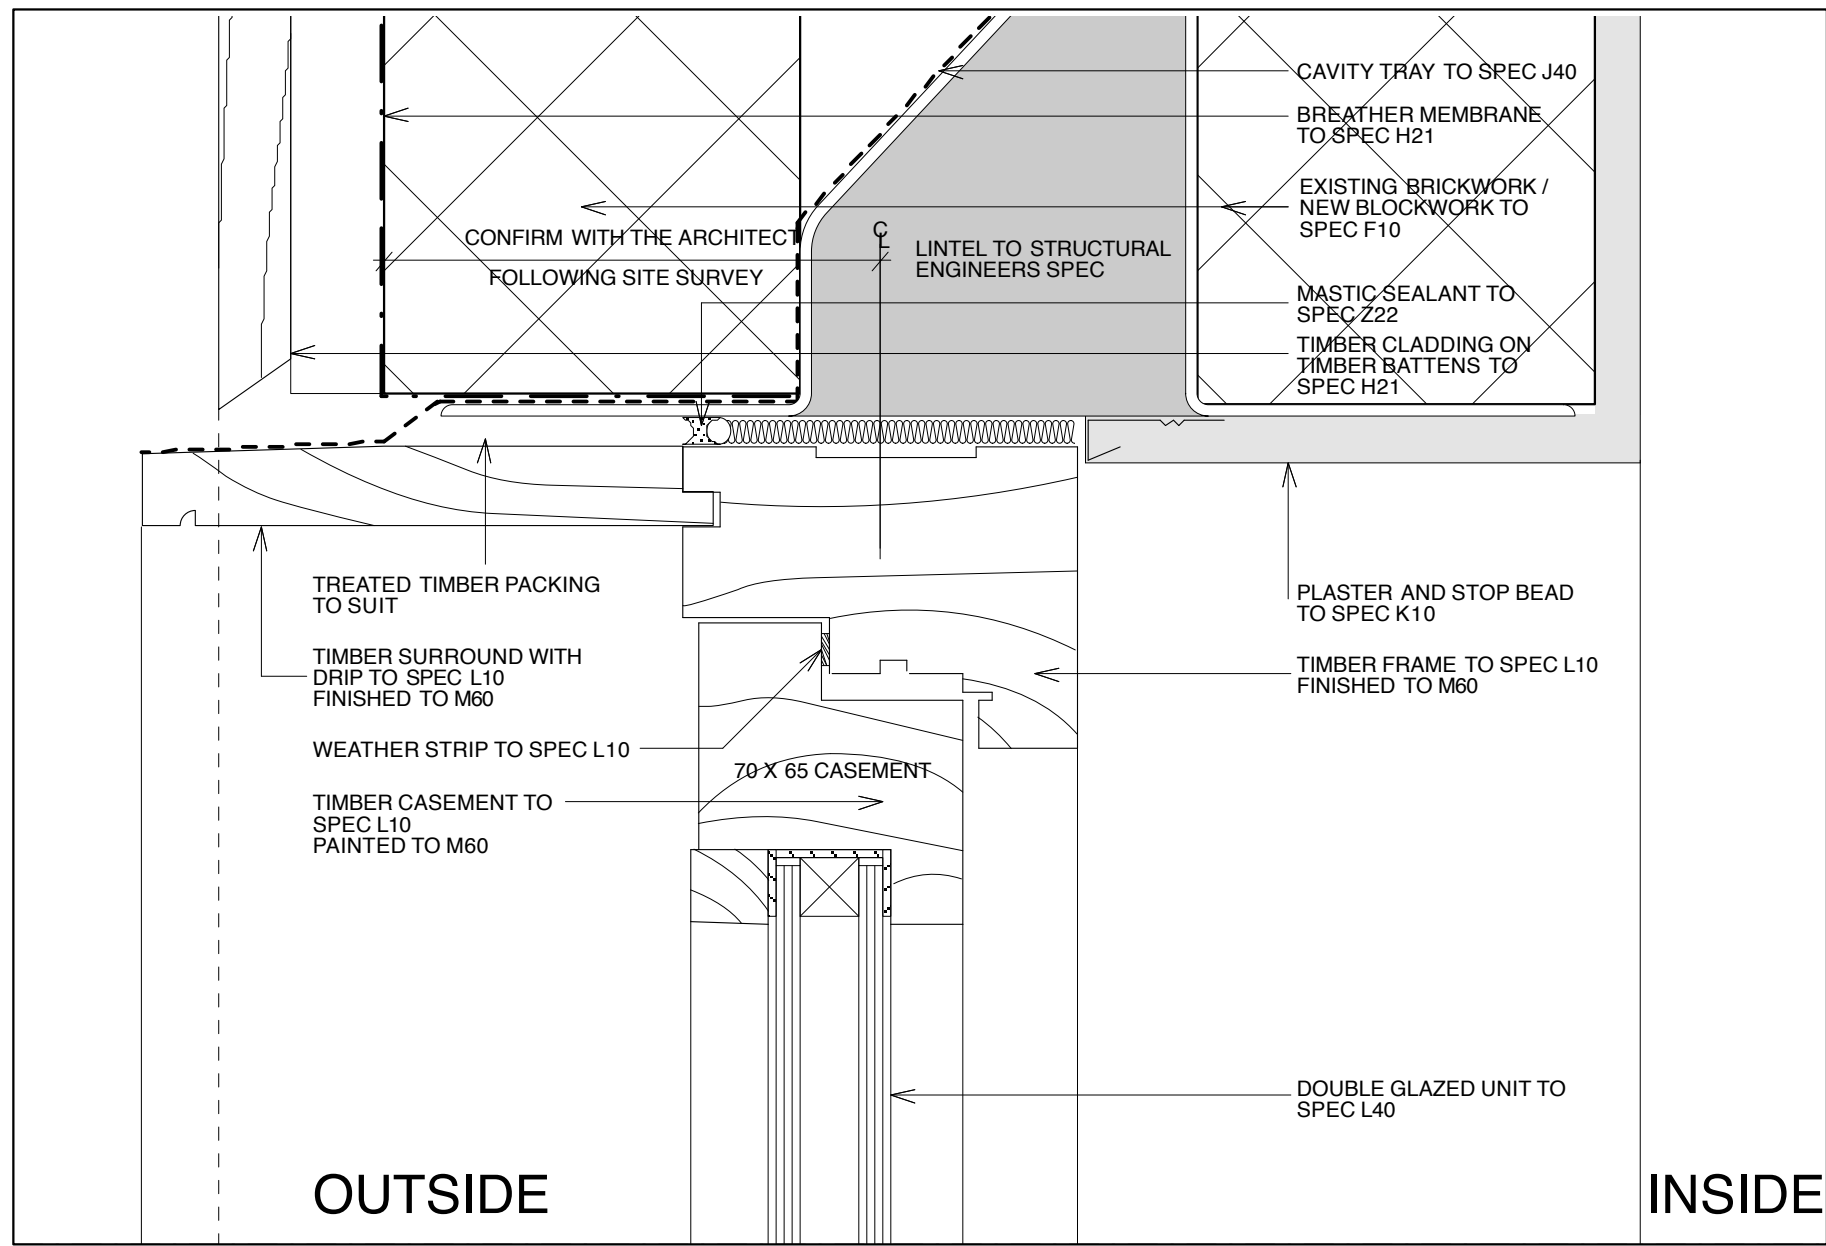 CAVITY TRAY TO SPEC J40
BREATHER MEMBRANE
TO SPEC H21
EXISTING BRICKWORK /
NEW BLOCKWORK TO
SPEC F10
CONFIRM WITH THE ARCHITECT
FOLLOWING SITE SURVEY
CL
LINTEL TO STRUCTURAL
ENGINEERS SPEC
MASTIC SEALANT TO
SPEC Z22
TIMBER CLADDING ON
TIMBER BATTENS TO
SPEC H21
TREATED TIMBER PACKING
TO SUIT
TIMBER SURROUND WITH
DRIP TO SPEC L10
FINISHED TO M60
WEATHER STRIP TO SPEC L10
70 X 65 CASEMENT
TIMBER CASEMENT TO
SPEC L10
PAINTED TO M60
PLASTER AND STOP BEAD
TO SPEC K10
TIMBER FRAME TO SPEC L10
FINISHED TO M60
DOUBLE GLAZED UNIT TO
SPEC L40
OUTSIDE
INSIDE